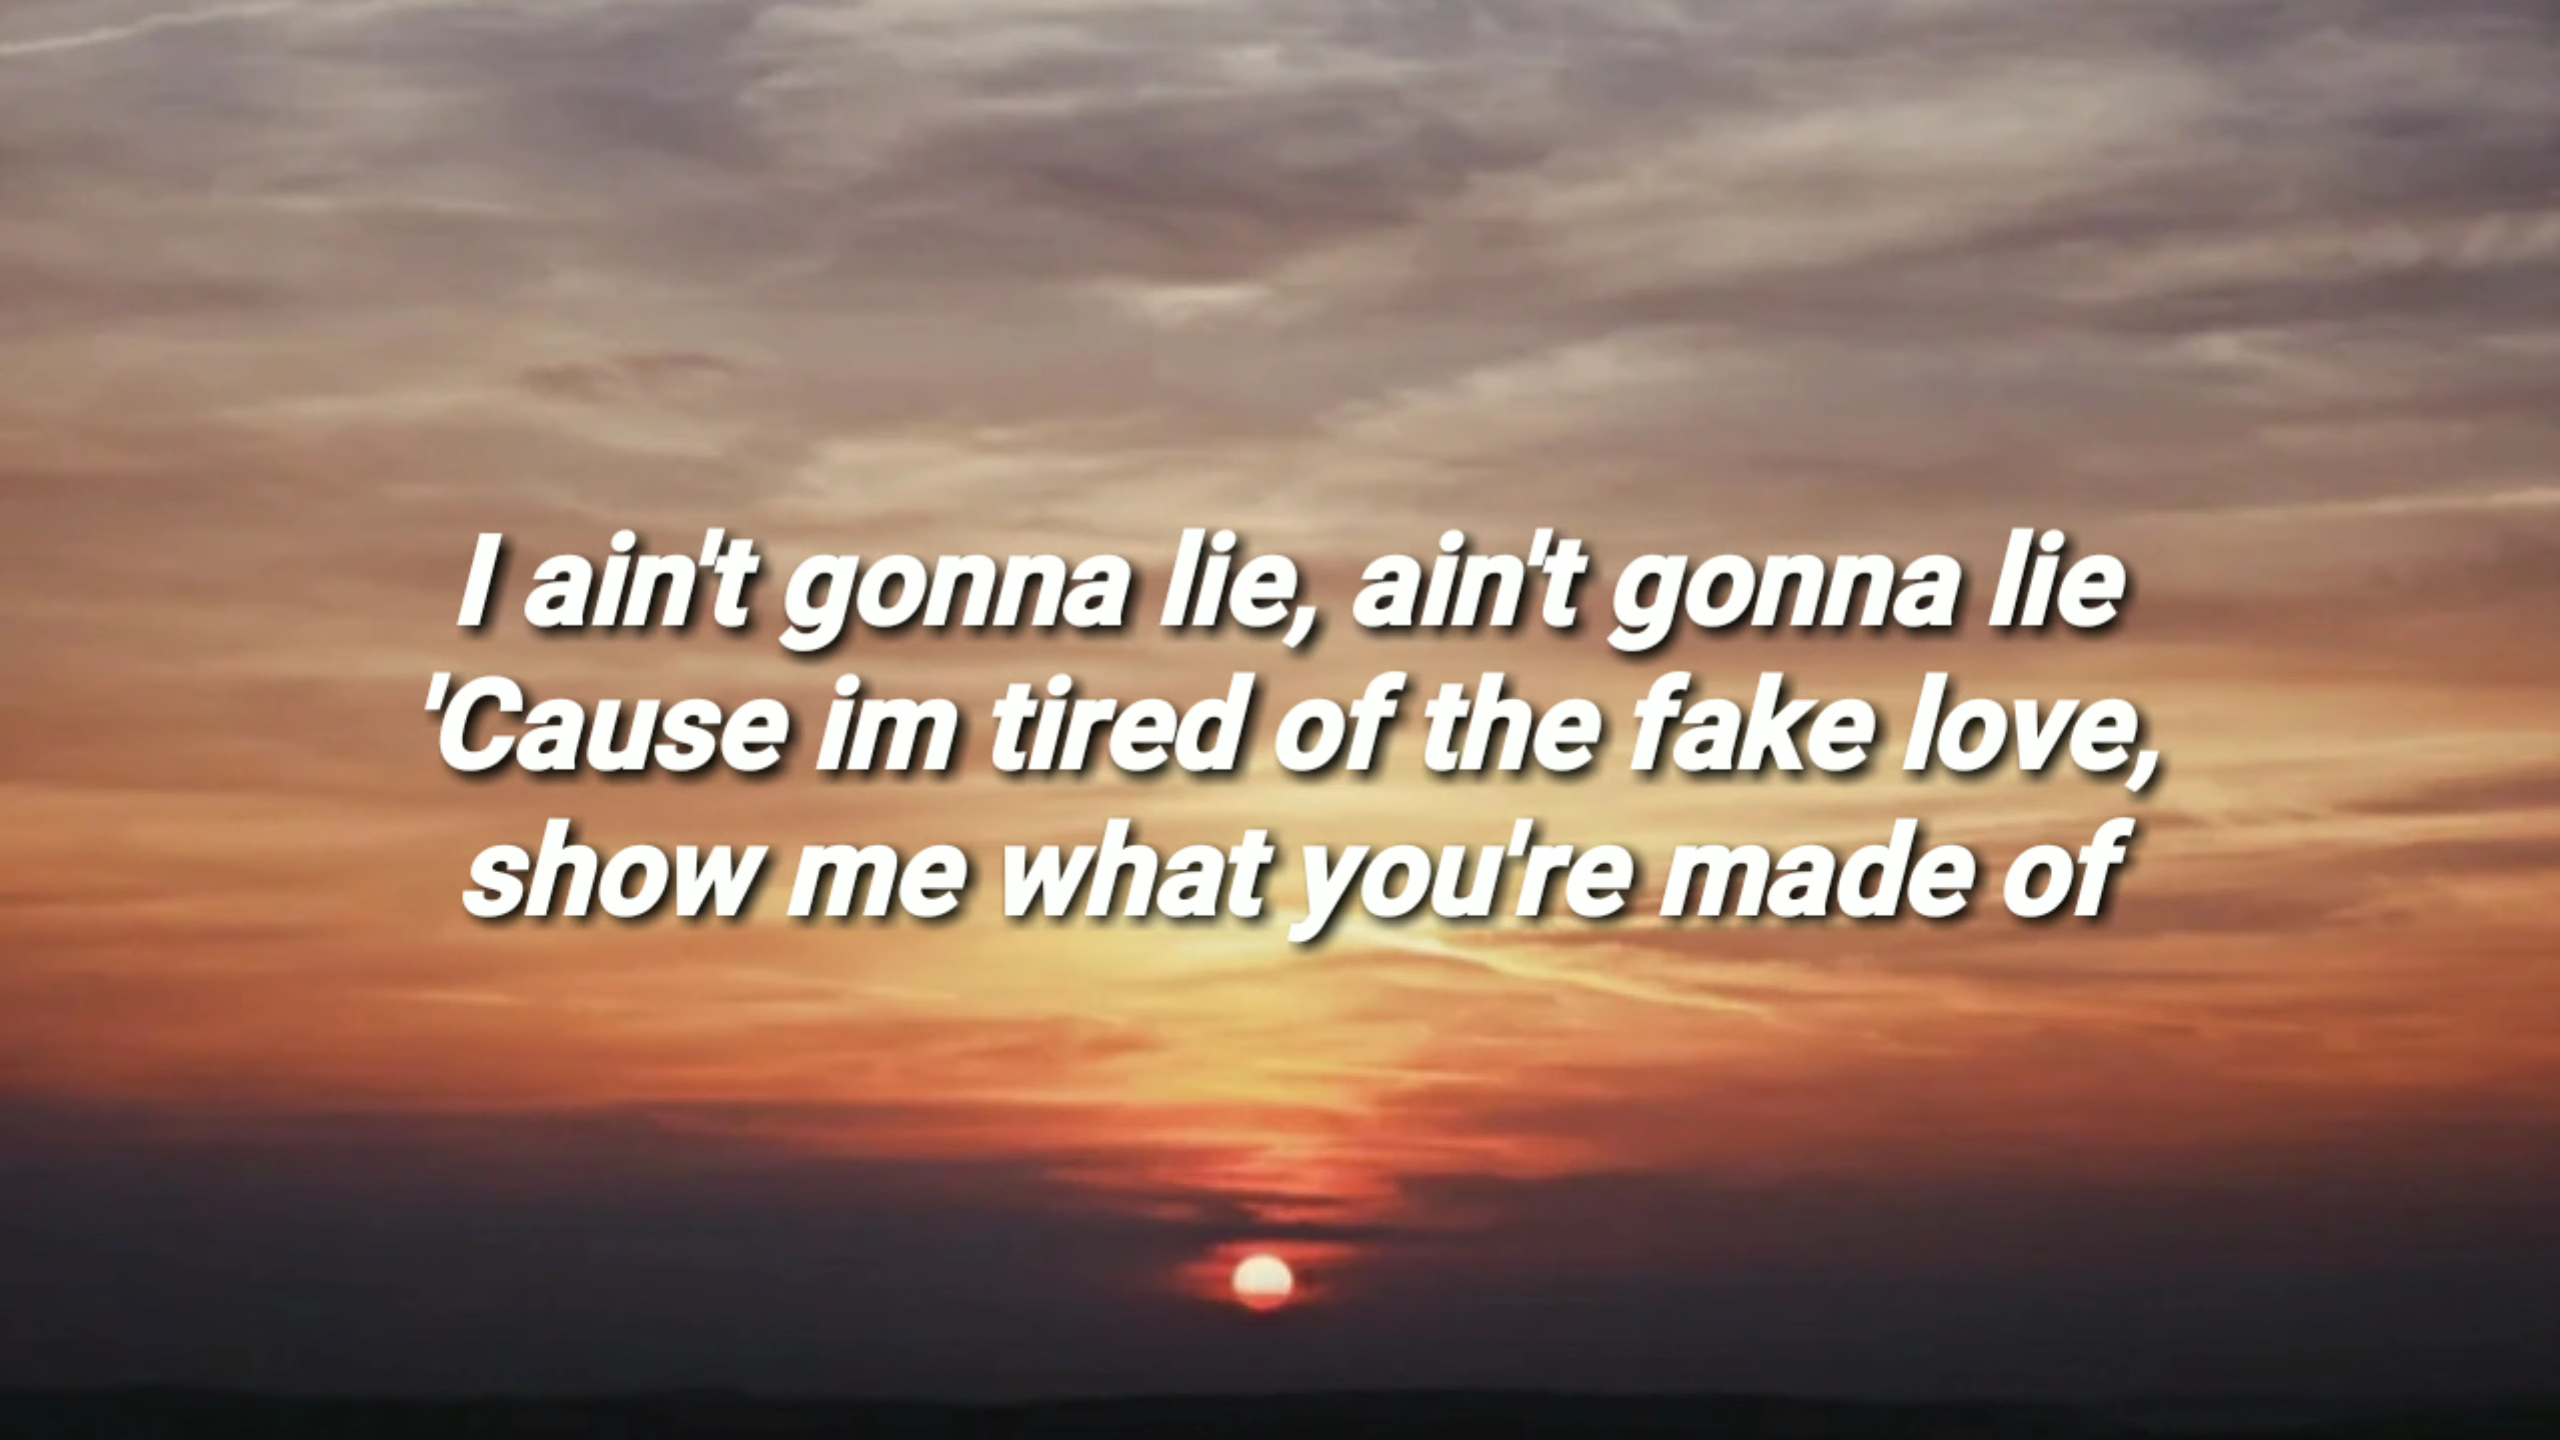 I ain't gonna lie, ain't gonna lie
'Cause im tired of the fake love,
show me what you're made of